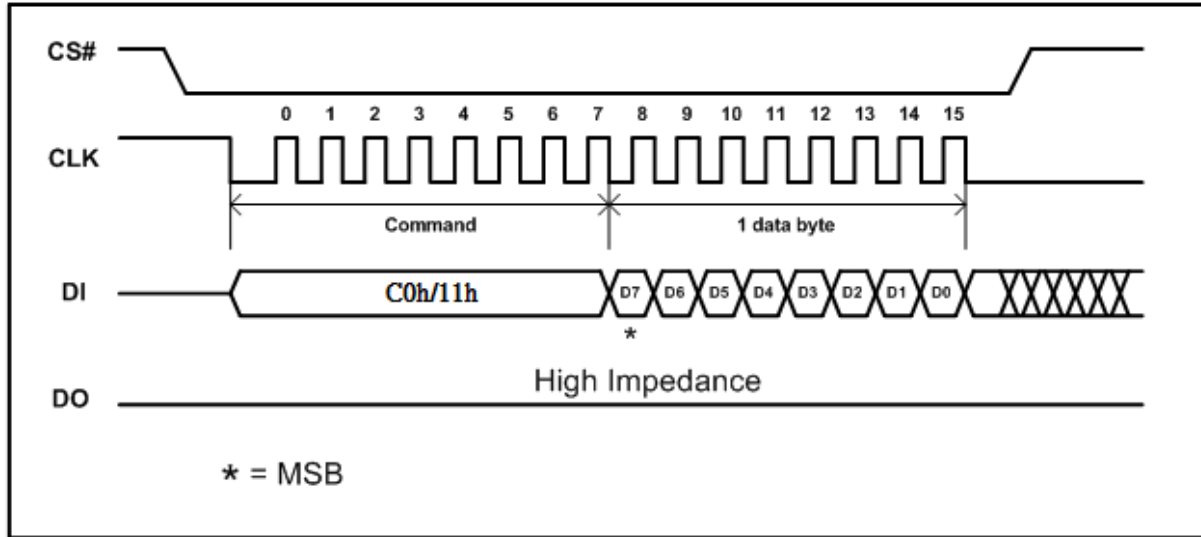 CS#
0 1 2 3 4 5 6 7 8 9 10 11 12 13 14 15
CLK
Command 1 data byte
DI C0h/11h D7 D6 D5 D4 D3 D2 D1 D0
*
High Impedance
DO
* = MSB